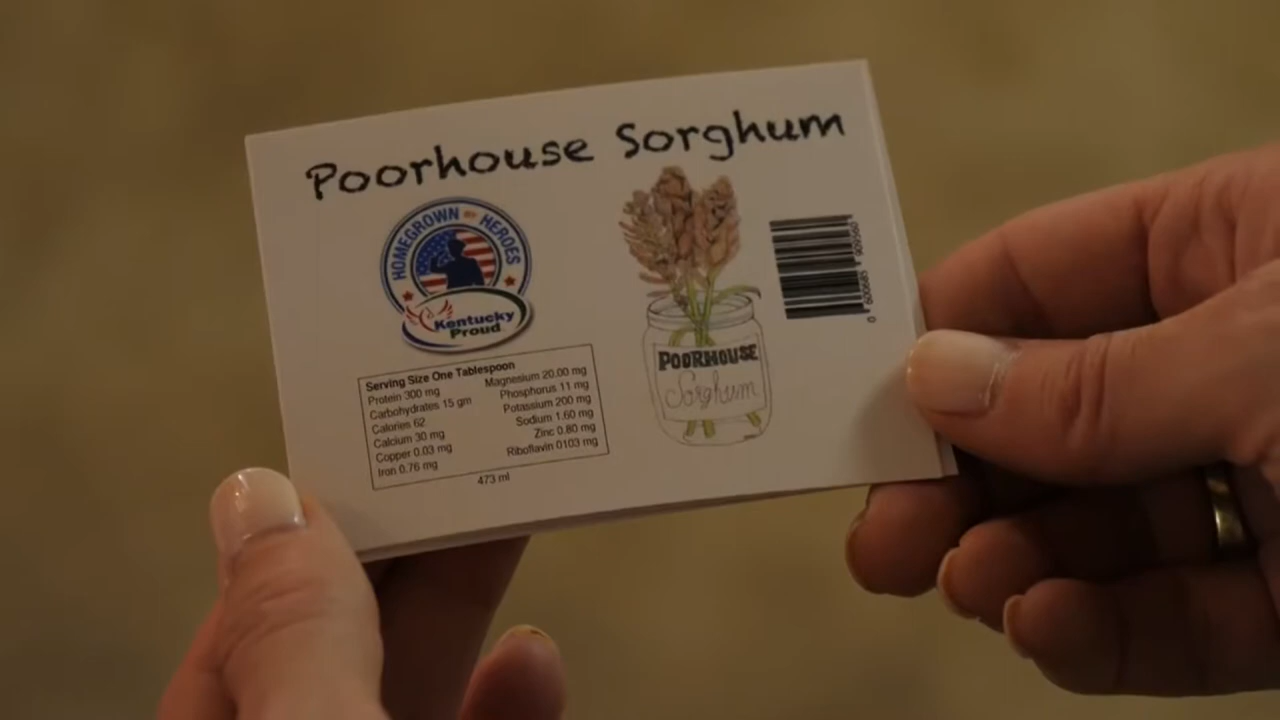 Poorhouse Sorghum
HOMEGROWN BY HEROES
Kentucky
Proud
Serving Size One Tablespoon
Protein 300 mg
Carbohydrates 15 gm
Calories 62
Calcium 30 mg
Copper 0.03 mg
Iron 0.76 mg
Magnesium 20.00 mg
Phosphorus 11 mg
Potassium 200 mg
Sodium 1.60 mg
Zinc 0.80 mg
Riboflavin 0103 mg
473 ml
POORHOUSE
Sorghum